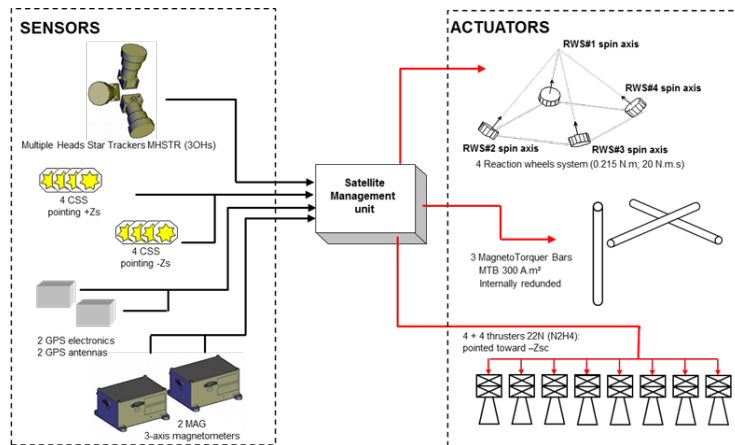 SENSORS
Multiple Heads Star Trackers MHSTR (3OHs)
4 CSS
pointing +Zs
4 CSS
pointing -Zs
2 GPS electronics
2 GPS antennas
2 MAG
3-axis magnetometers
Satellite
Management
unit
ACTUATORS
RWS#1 spin axis
RWS#4 spin axis
RWS#2 spin axis
RWS#3 spin axis
4 Reaction wheels system (0.215 N.m; 20 N.m.s)
3 MagnetoTorquer Bars
MTB 300 A.m²
Internally redunded
4 + 4 thrusters 22N (N2H4):
pointed toward –Zsc